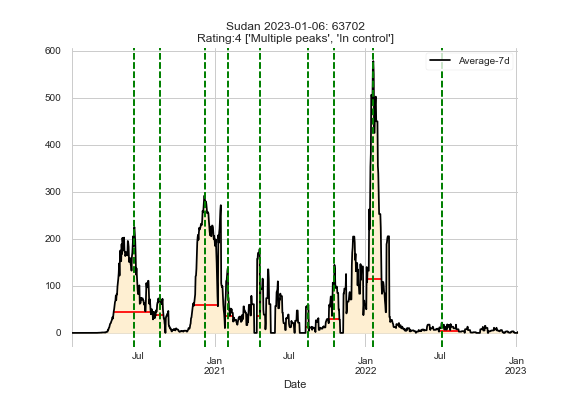 Sudan 2023-01-06: 63702
Rating:4 ['Multiple peaks', 'In control']
Average-7d
600
500
400
300
200
100
0
Jul
Jan
2021
Jul
Jan
2022
Jul
Jan
2023
Date